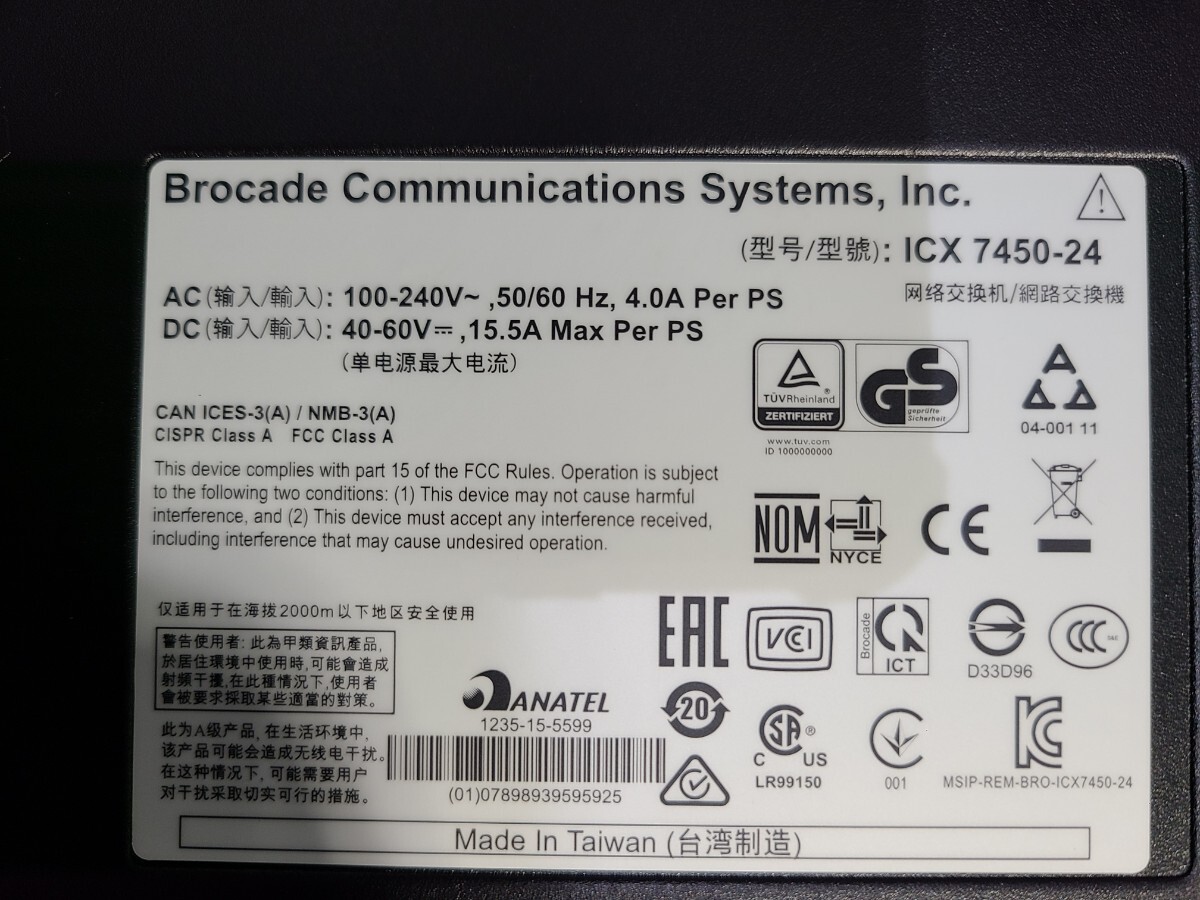 Brocade Communications Systems, Inc.
(型号/型號): ICX 7450-24
AC(输入/輸入): 100-240V~ ,50/60 Hz, 4.0A Per PS
网络交换机/網路交換機
DC(输入/輸入): 40-60V⎓,15.5A Max Per PS
(单电源最大电流)
TÜVRheinland
ZERTIFIZIERT
GS
geprüfte
Sicherheit
www.tuv.com
ID 1000000000
04-001 11
CAN ICES-3(A) / NMB-3(A)
CISPR Class A FCC Class A
This device complies with part 15 of the FCC Rules. Operation is subject
to the following two conditions: (1) This device may not cause harmful
interference, and (2) This device must accept any interference received,
including interference that may cause undesired operation.
NOM
NYCE
CE
仅适用于在海拔2000m以下地区安全使用
警告使用者: 此為甲類資訊產品,
於居住環境中使用時,可能會造成
射頻干擾,在此種情況下,使用者
會被要求採取某些適當的對策。
此为A级产品, 在生活环境中,
该产品可能会造成无线电干扰。
在这种情况下, 可能需要用户
对干扰采取切实可行的措施。
EAC
VCCI
Brocade
ICT
D33D96
CCC
ANATEL
1235-15-5599
(01)07898939595925
20
SA®
C US
LR99150
001
KC
MSIP-REM-BRO-ICX7450-24
Made In Taiwan (台湾制造)